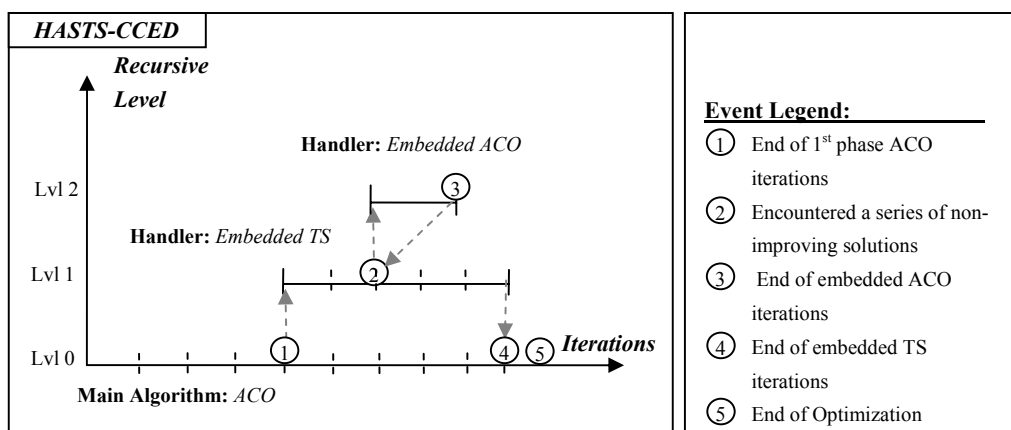 HASTS-CCED
Recursive
Level
Handler: Embedded ACO
Lvl 2
3
Handler: Embedded TS
Lvl 1
2
Lvl 0
1
4
5
Iterations
Main Algorithm: ACO
Event Legend:
1 End of 1st phase ACO
iterations
2 Encountered a series of non-
improving solutions
3 End of embedded ACO
iterations
4 End of embedded TS
iterations
5 End of Optimization